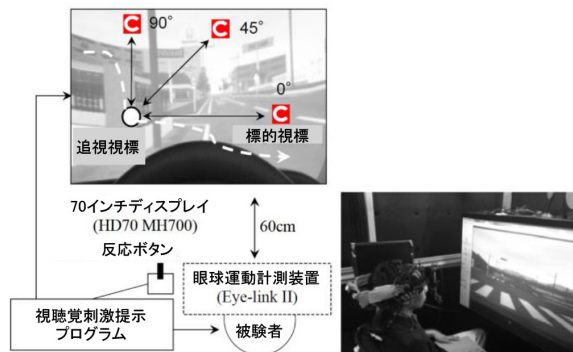 C 90°
C 45°
0°
C
追視視標
標的視標
70インチディスプレイ
(HD70 MH700)
60cm
反応ボタン
眼球運動計測装置
(Eye-link II)
視聴覚刺激提示
プログラム
被験者